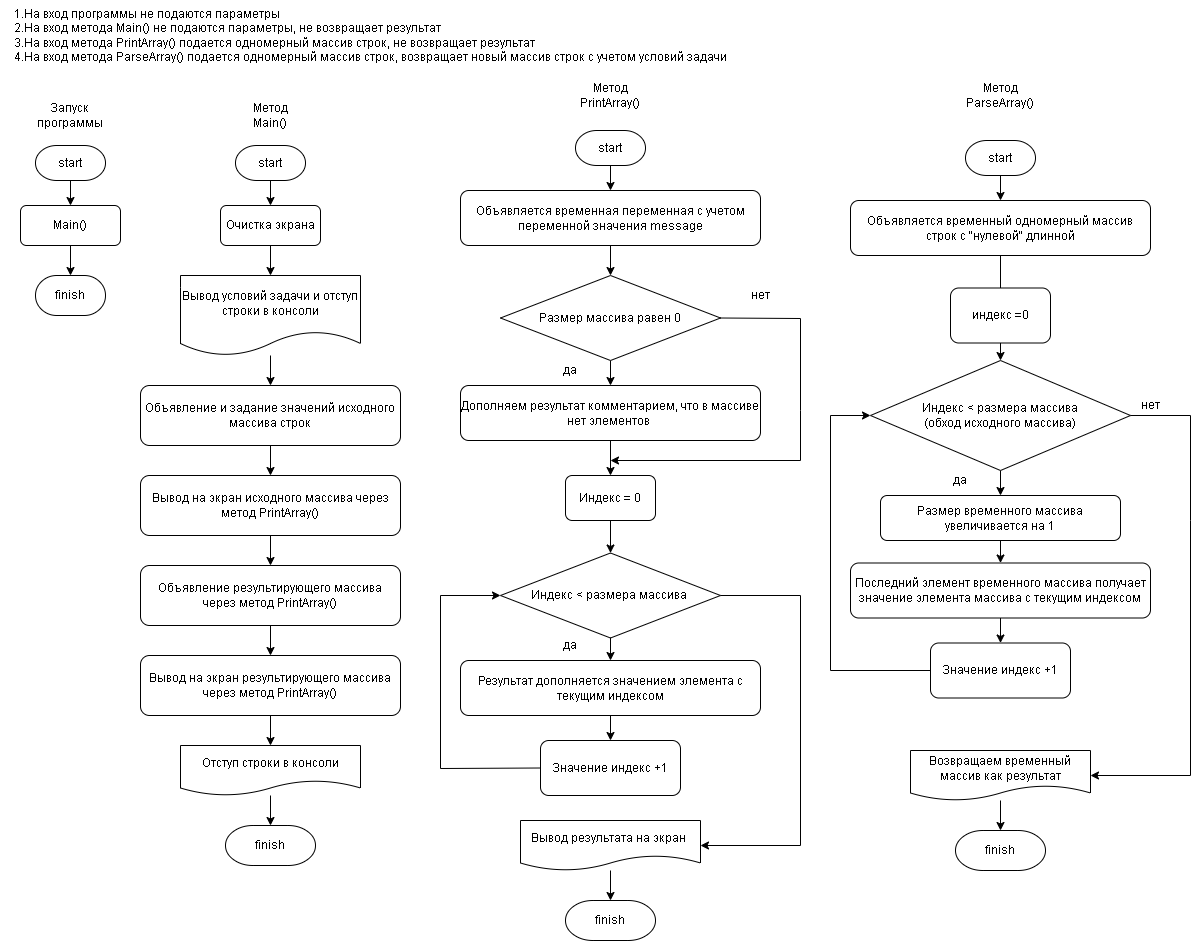 1.На вход программы не подаются параметры
2.На вход метода Main() не подаются параметры, не возвращает результат
3.На вход метода PrintArray() подается одномерный массив строк, не возвращает результат
4.На вход метода ParseArray() подается одномерный массив строк, возвращает новый массив строк с учетом условий задачи
Запуск
программы
start
Main()
finish
Метод
Main()
start
Очистка экрана
Вывод условий задачи и отступ
строки в консоли
Объявление и задание значений исходного
массива строк
Вывод на экран исходного массива через
метод PrintArray()
Объявление результирующего массива
через метод PrintArray()
Вывод на экран результирующего массива
через метод PrintArray()
Отступ строки в консоли
finish
Метод
PrintArray()
start
Объявляется временная переменная с учетом
переменной значения message
Размер массива равен 0
нет
да
Дополняем результат комментарием, что в массиве
нет элементов
Индекс = 0
Индекс < размера массива
да
Результат дополняется значением элемента с
текущим индексом
Значение индекс +1
Вывод результата на экран
finish
Метод
ParseArray()
start
Объявляется временный одномерный массив
строк с "нулевой" длинной
индекс =0
Индекс < размера массива
(обход исходного массива)
нет
да
Размер временного массива
увеличивается на 1
Последний элемент временного массива получает
значение элемента массива с текущим индексом
Значение индекс +1
Возвращаем временный
массив как результат
finish